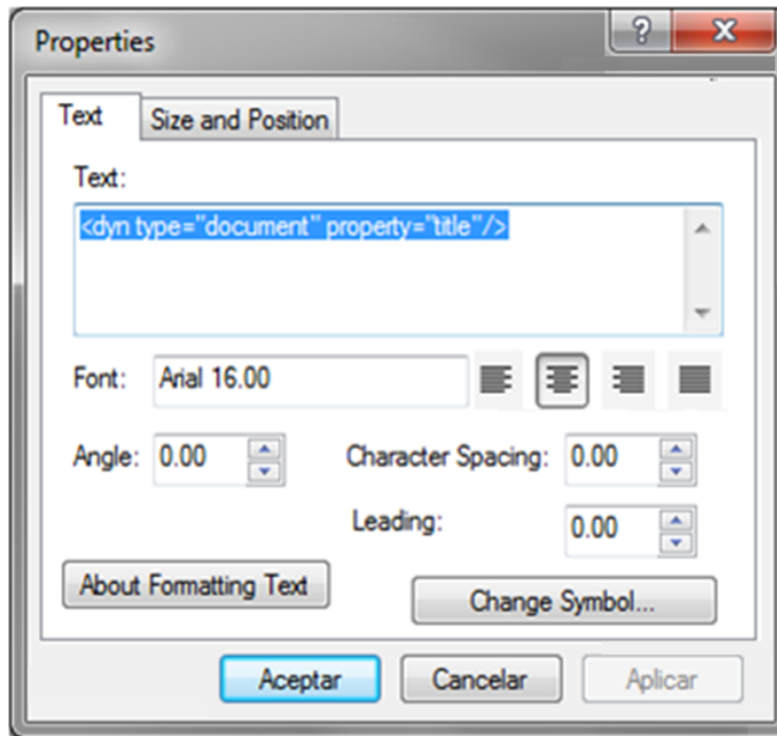 Properties
Text
Size and Position
Text:
<dyn type="document" property="title"/>
Font:
Arial 16.00
Angle:
0.00
Character Spacing:
0.00
Leading:
0.00
About Formatting Text
Change Symbol...
Aceptar
Cancelar
Aplicar